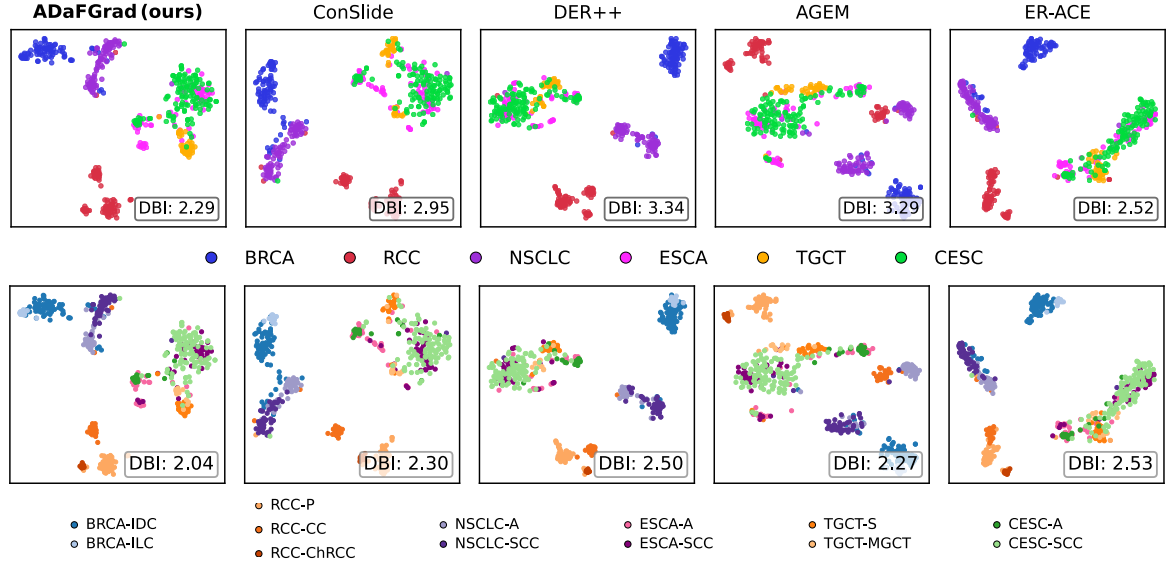 ADaFGrad (ours) ConSlide DER++ AGEM ER-ACE
DBI: 2.29 DBI: 2.95 DBI: 3.34 DBI: 3.29 DBI: 2.52
BRCA RCC NSCLC ESCA TGCT CESC
DBI: 2.04 DBI: 2.30 DBI: 2.50 DBI: 2.27 DBI: 2.53
RCC-P
BRCA-IDC RCC-CC NSCLC-A ESCA-A TGCT-S CESC-A
BRCA-ILC RCC-ChRCC NSCLC-SCC ESCA-SCC TGCT-MGCT CESC-SCC